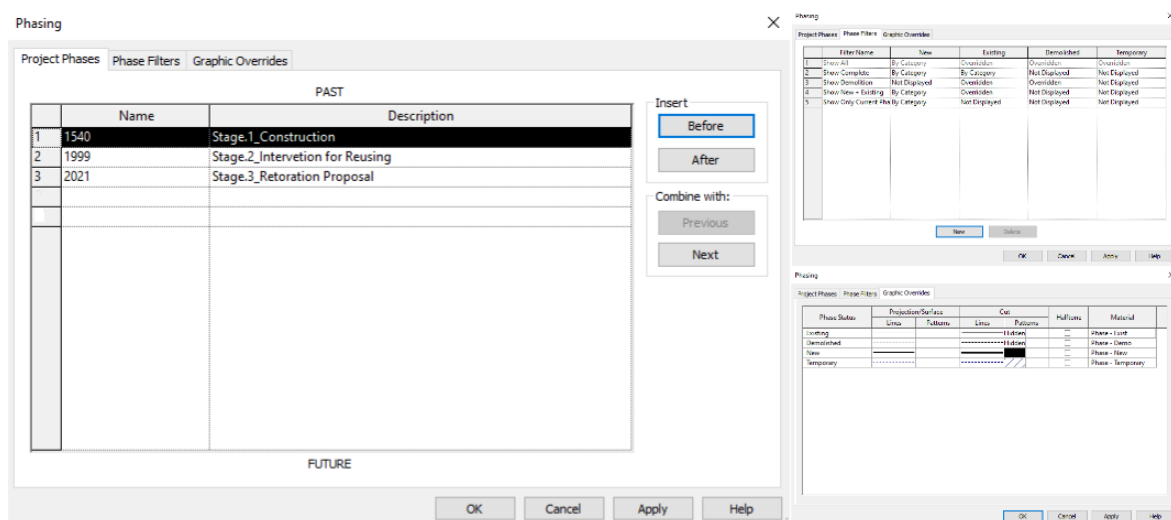 Phasing
Project Phases Phase Filters Graphic Overrides
PAST
Name Description
1 1540 Stage.1_Construction
2 1999 Stage.2_Intervetion for Reusing
3 2021 Stage.3_Retoration Proposal
FUTURE
Insert
Before
After
Combine with:
Previous
Next
OK Cancel Apply Help
Phasing
Project Phases Phase Filters Graphic Overrides
Filter Name New Existing Demolished Temporary
1 Show All By Category Overridden Overridden Overridden
2 Show Complete By Category By Category Not Displayed Not Displayed
3 Show Demolition Not Displayed Overridden Overridden Not Displayed
4 Show New + Existing By Category Overridden Not Displayed Not Displayed
5 Show Only Current Pha By Category Not Displayed Not Displayed Not Displayed
New Delete
OK Cancel Apply Help
Phasing
Project Phases Phase Filters Graphic Overrides
Phase Status Projection/Surface Cut Halftone Material
Lines Patterns Lines Patterns
Existing Hidden Phase - Exist
Demolished Hidden Phase - Demo
New Phase - New
Temporary Phase - Temporary
OK Cancel Apply Help